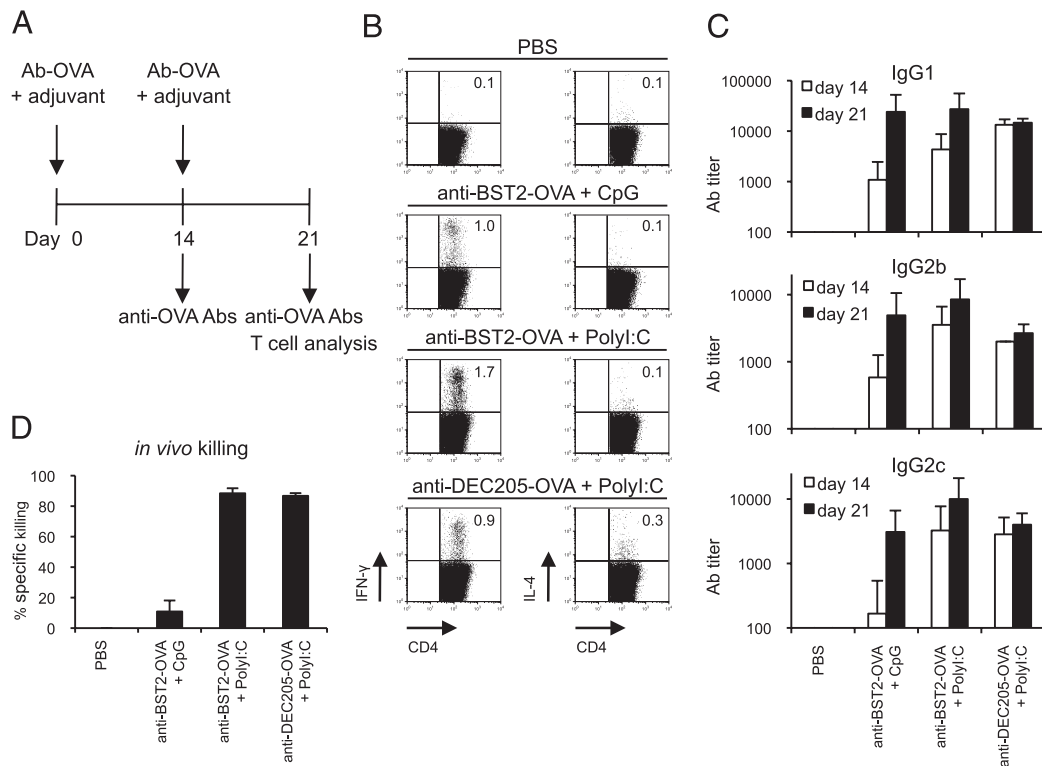 A
Ab-OVA
+ adjuvant
Ab-OVA
+ adjuvant
Day 0
14
21
anti-OVA Abs
anti-OVA Abs
T cell analysis
B
PBS
0.1
0.1
anti-BST2-OVA + CpG
1.0
0.1
anti-BST2-OVA + PolyI:C
1.7
0.1
anti-DEC205-OVA + PolyI:C
0.9
0.3
IFN-γ
IL-4
CD4
CD4
C
IgG1
day 14
day 21
Ab titer
100000
10000
1000
100
IgG2b
day 14
day 21
Ab titer
10000
1000
100
IgG2c
day 14
day 21
Ab titer
10000
1000
100
PBS
anti-BST2-OVA
+ CpG
anti-BST2-OVA
+ PolyI:C
anti-DEC205-OVA
+ PolyI:C
D
in vivo killing
% specific killing
100
80
60
40
20
0
PBS
anti-BST2-OVA
+ CpG
anti-BST2-OVA
+ PolyI:C
anti-DEC205-OVA
+ PolyI:C